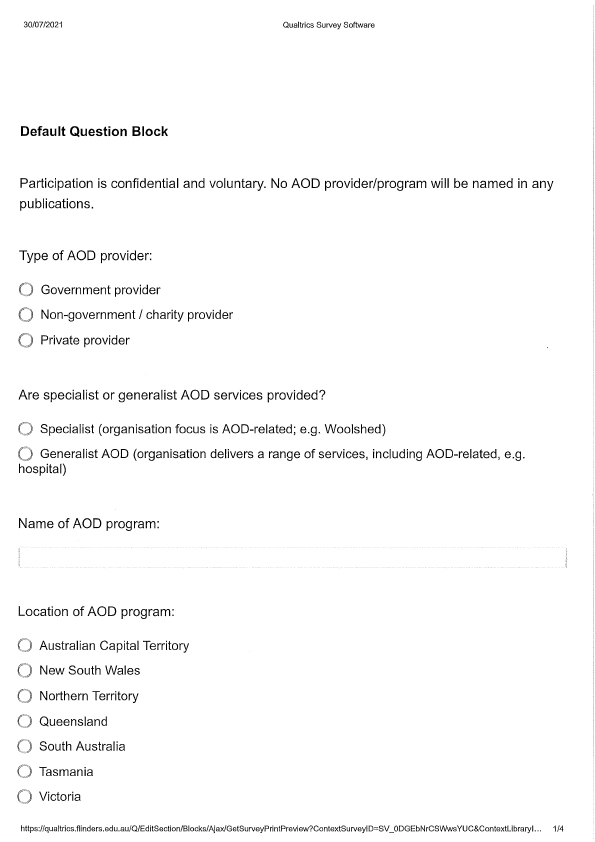 30/07/2021 Qualtrics Survey Software
Default Question Block
Participation is confidential and voluntary. No AOD provider/program will be named in any
publications.
Type of AOD provider:
Government provider
Non-government / charity provider
Private provider
Are specialist or generalist AOD services provided?
Specialist (organisation focus is AOD-related; e.g. Woolshed)
Generalist AOD (organisation delivers a range of services, including AOD-related, e.g.
hospital)
Name of AOD program:
Location of AOD program:
Australian Capital Territory
New South Wales
Northern Territory
Queensland
South Australia
Tasmania
Victoria
https://qualtrics.flinders.edu.au/Q/EditSection/Blocks/Ajax/GetSurveyPrintPreview?ContextSurveyID=SV_0DGEbNrCSWwsYUC&ContextLibraryI... 1/4